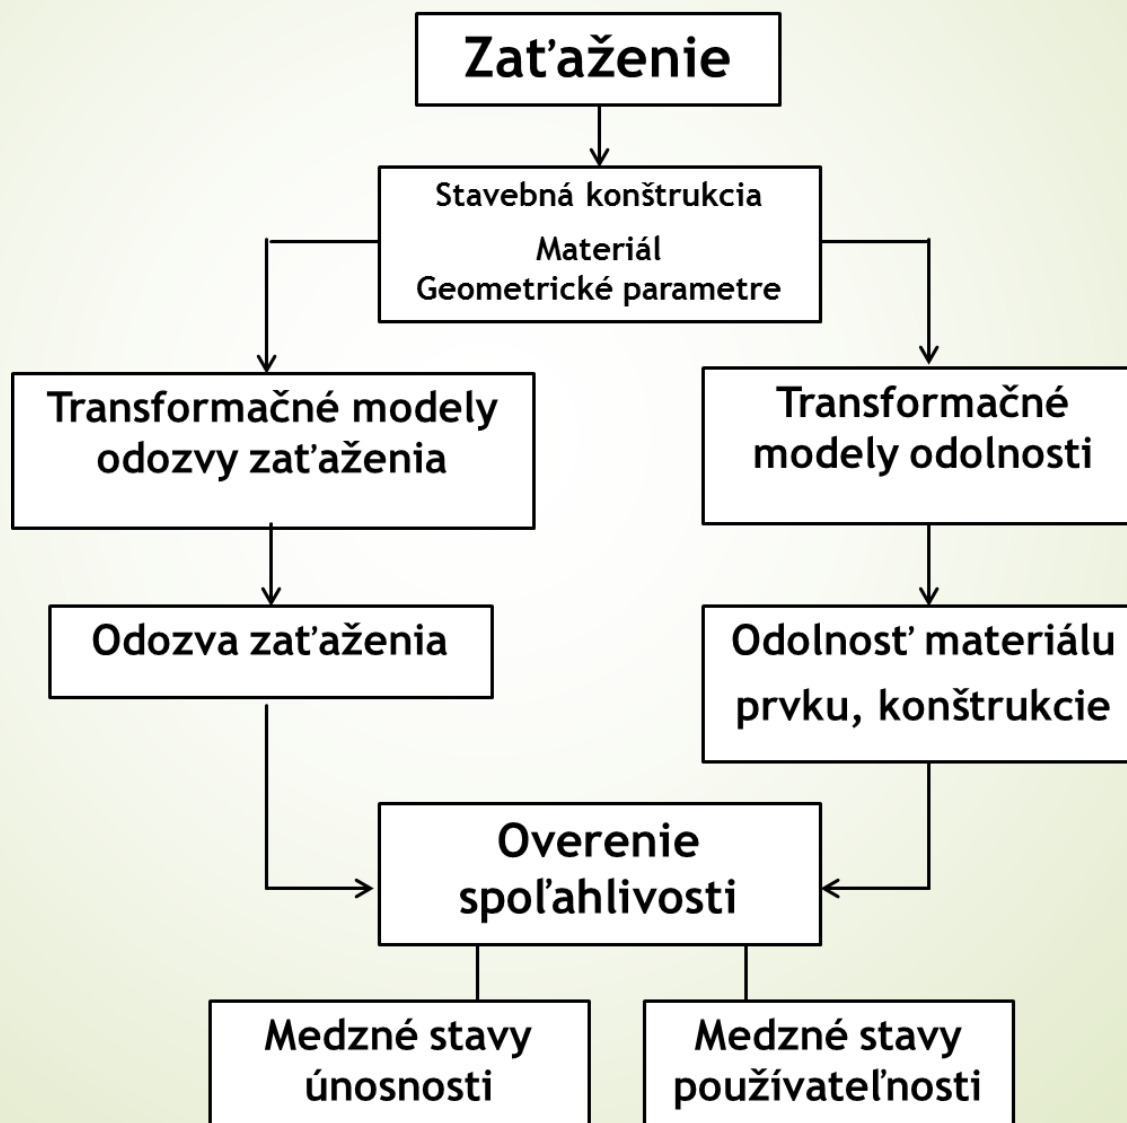 Zaťaženie
Stavebná konštrukcia
Materiál
Geometrické parametre
Transformačné modely
odozvy zaťaženia
Transformačné
modely odolnosti
Odozva zaťaženia
Odolnosť materiálu
prvku, konštrukcie
Overenie
spoľahlivosti
Medzné stavy
únosnosti
Medzné stavy
používateľnosti